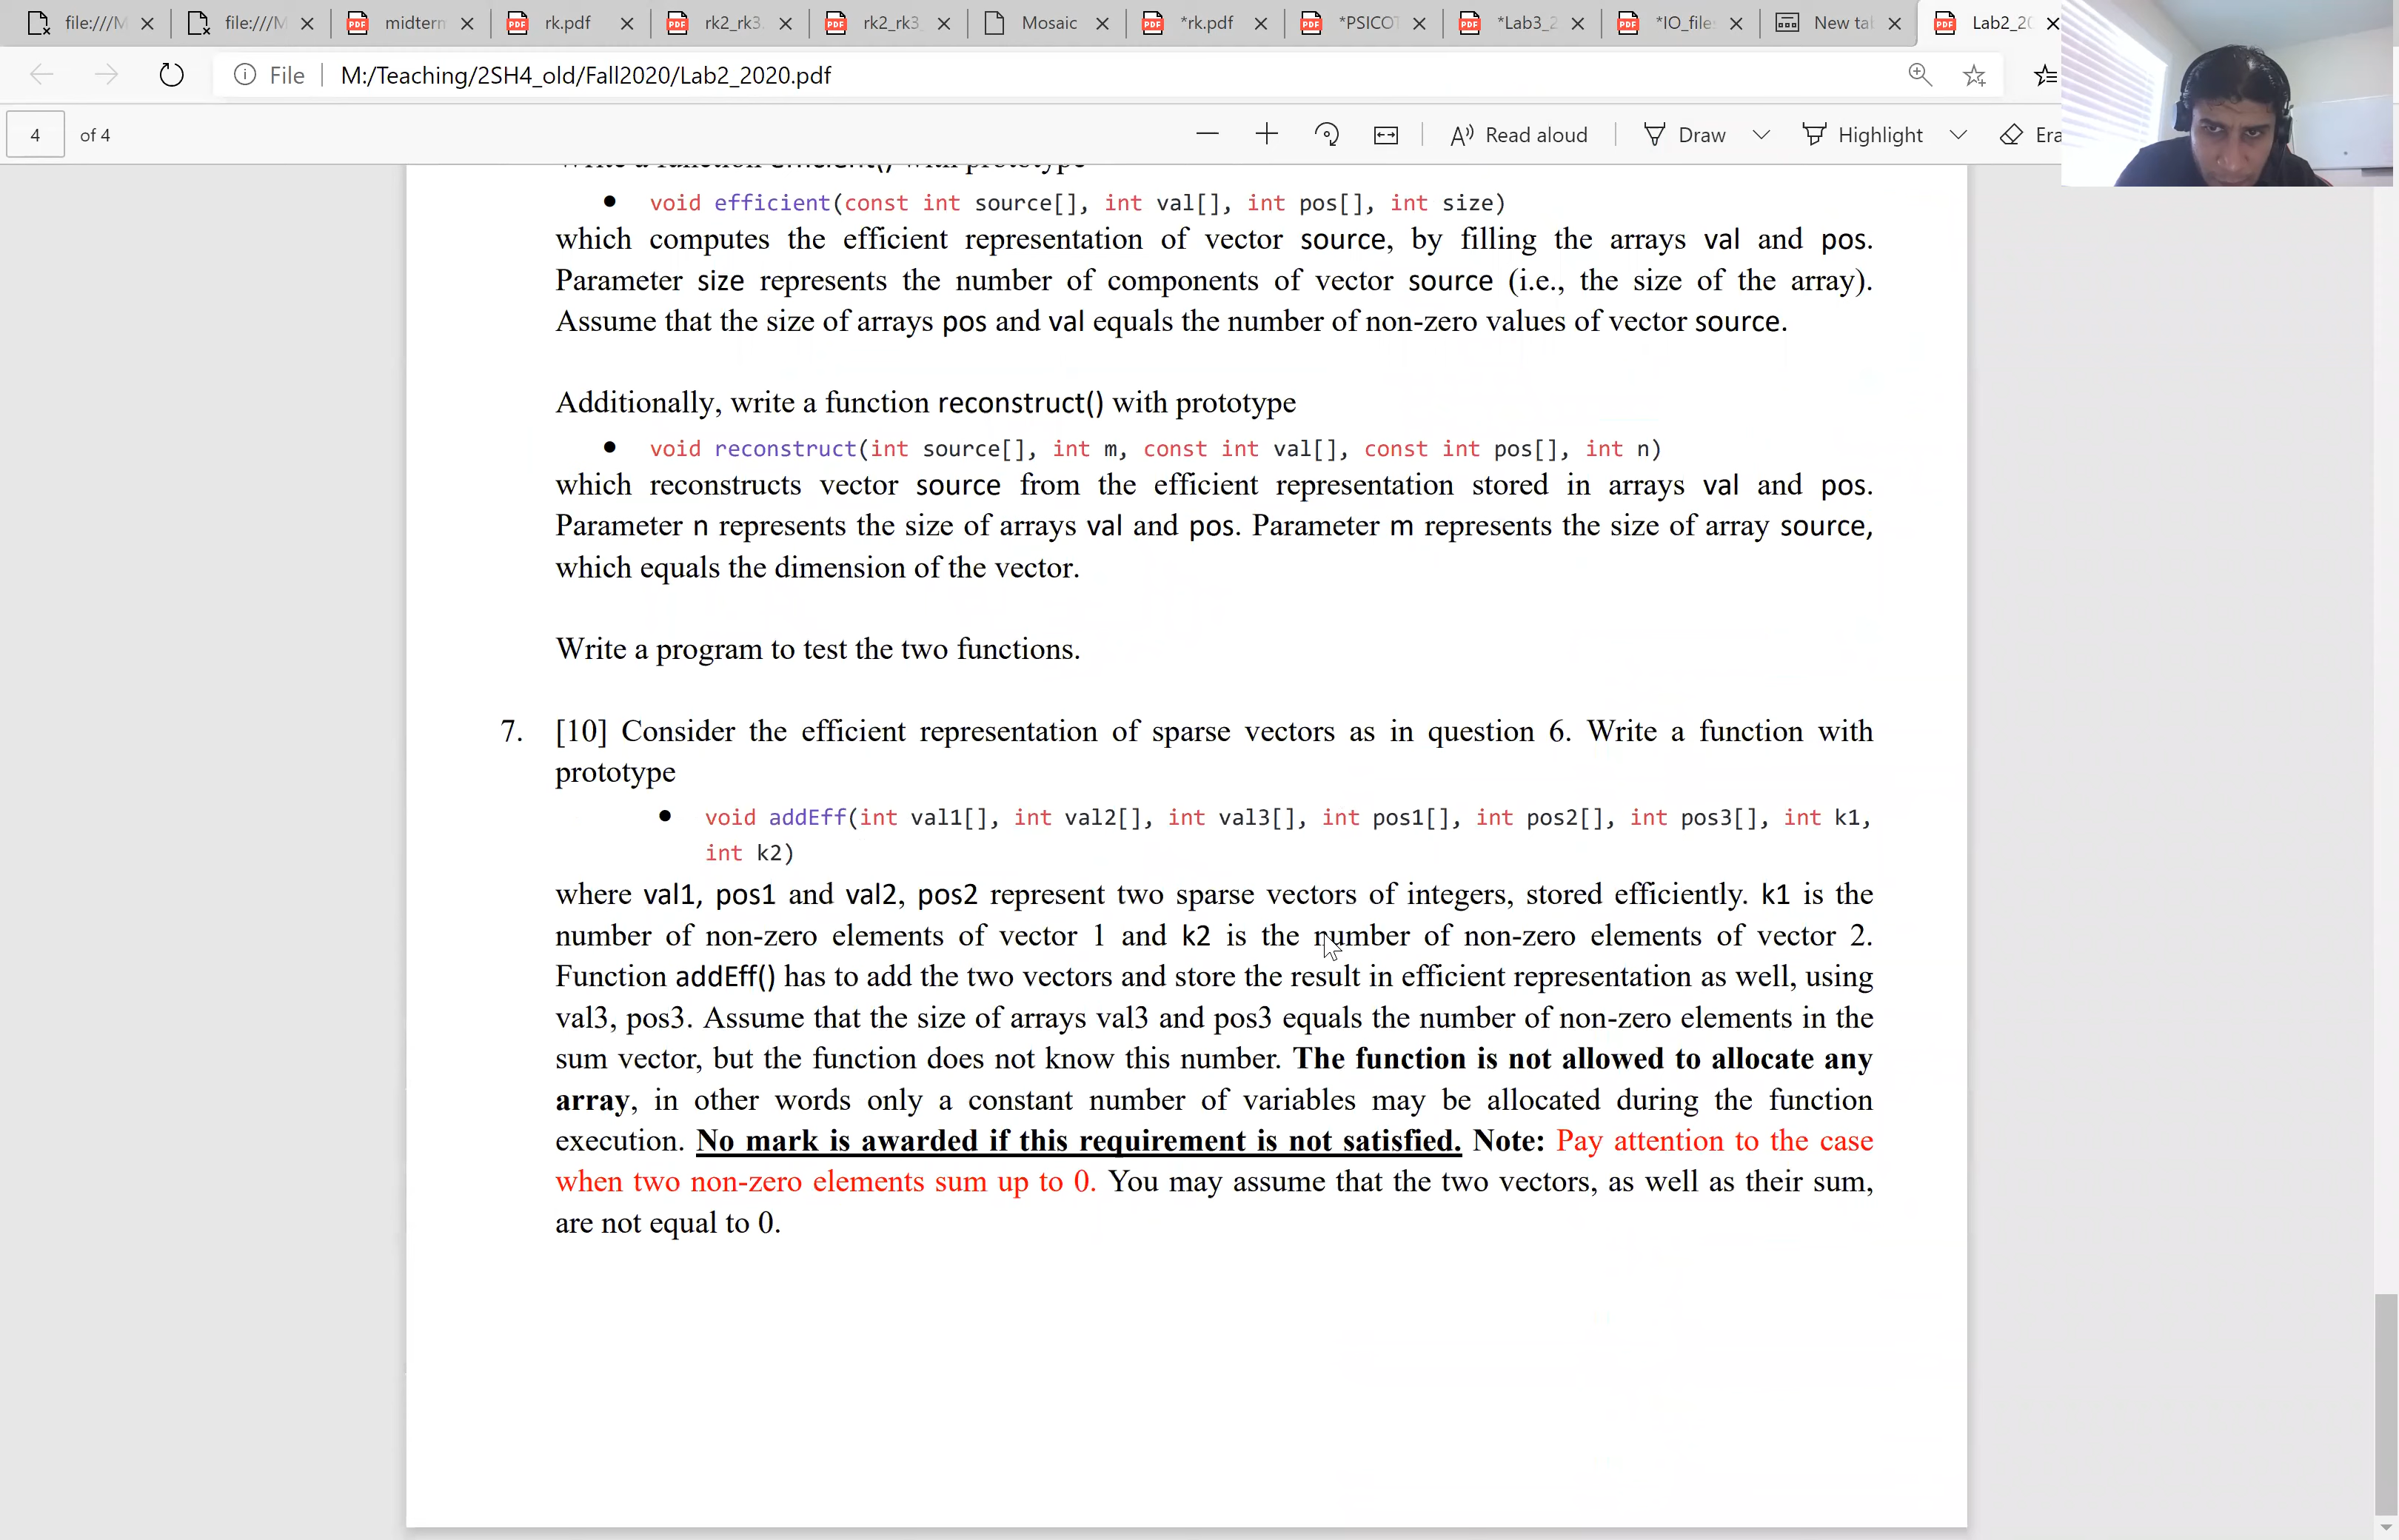 file:///M
file:///M
midterm
rk.pdf
rk2_rk3.
rk2_rk3_
Mosaic
*rk.pdf
*PSICO
*Lab3_2
*IO_file
New ta
Lab2_20
File
M:/Teaching/2SH4_old/Fall2020/Lab2_2020.pdf
4 of 4
Read aloud
Draw
Highlight
Era
Write a function efficient() with prototype
• void efficient(const int source[], int val[], int pos[], int size)
which computes the efficient representation of vector source, by filling the arrays val and pos.
Parameter size represents the number of components of vector source (i.e., the size of the array).
Assume that the size of arrays pos and val equals the number of non-zero values of vector source.
Additionally, write a function reconstruct() with prototype
• void reconstruct(int source[], int m, const int val[], const int pos[], int n)
which reconstructs vector source from the efficient representation stored in arrays val and pos.
Parameter n represents the size of arrays val and pos. Parameter m represents the size of array source,
which equals the dimension of the vector.
Write a program to test the two functions.
7. [10] Consider the efficient representation of sparse vectors as in question 6. Write a function with
prototype
• void addEff(int val1[], int val2[], int val3[], int pos1[], int pos2[], int pos3[], int k1,
int k2)
where val1, pos1 and val2, pos2 represent two sparse vectors of integers, stored efficiently. k1 is the
number of non-zero elements of vector 1 and k2 is the number of non-zero elements of vector 2.
Function addEff() has to add the two vectors and store the result in efficient representation as well, using
val3, pos3. Assume that the size of arrays val3 and pos3 equals the number of non-zero elements in the
sum vector, but the function does not know this number. The function is not allowed to allocate any
array, in other words only a constant number of variables may be allocated during the function
execution. No mark is awarded if this requirement is not satisfied. Note: Pay attention to the case
when two non-zero elements sum up to 0. You may assume that the two vectors, as well as their sum,
are not equal to 0.